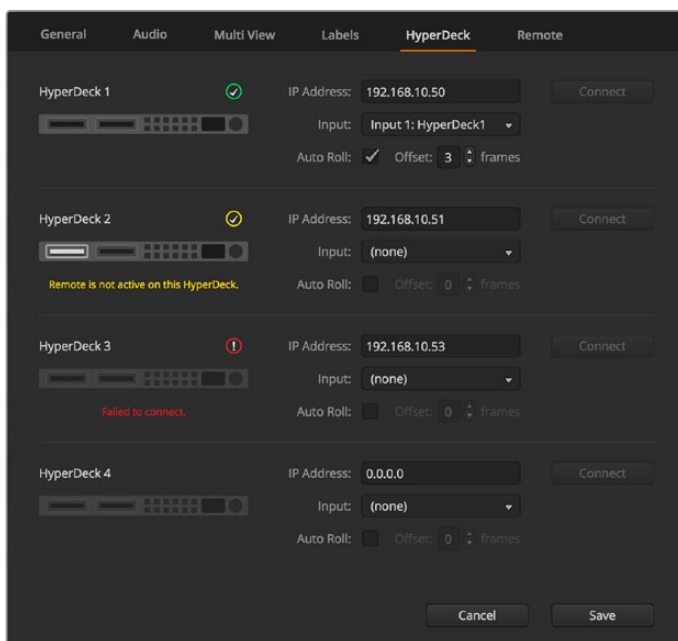 General Audio Multi View Labels HyperDeck Remote
HyperDeck 1 IP Address: 192.168.10.50 Connect
Input: Input 1: HyperDeck1
Auto Roll: Offset: 3 frames
HyperDeck 2 IP Address: 192.168.10.51 Connect
Input: (none)
Remote is not active on this HyperDeck.
Auto Roll: Offset: 0 frames
HyperDeck 3 IP Address: 192.168.10.53 Connect
Input: (none)
Failed to connect. Auto Roll: Offset: 0 frames
HyperDeck 4 IP Address: 0.0.0.0 Connect
Input: (none)
Auto Roll: Offset: 0 frames
Cancel Save